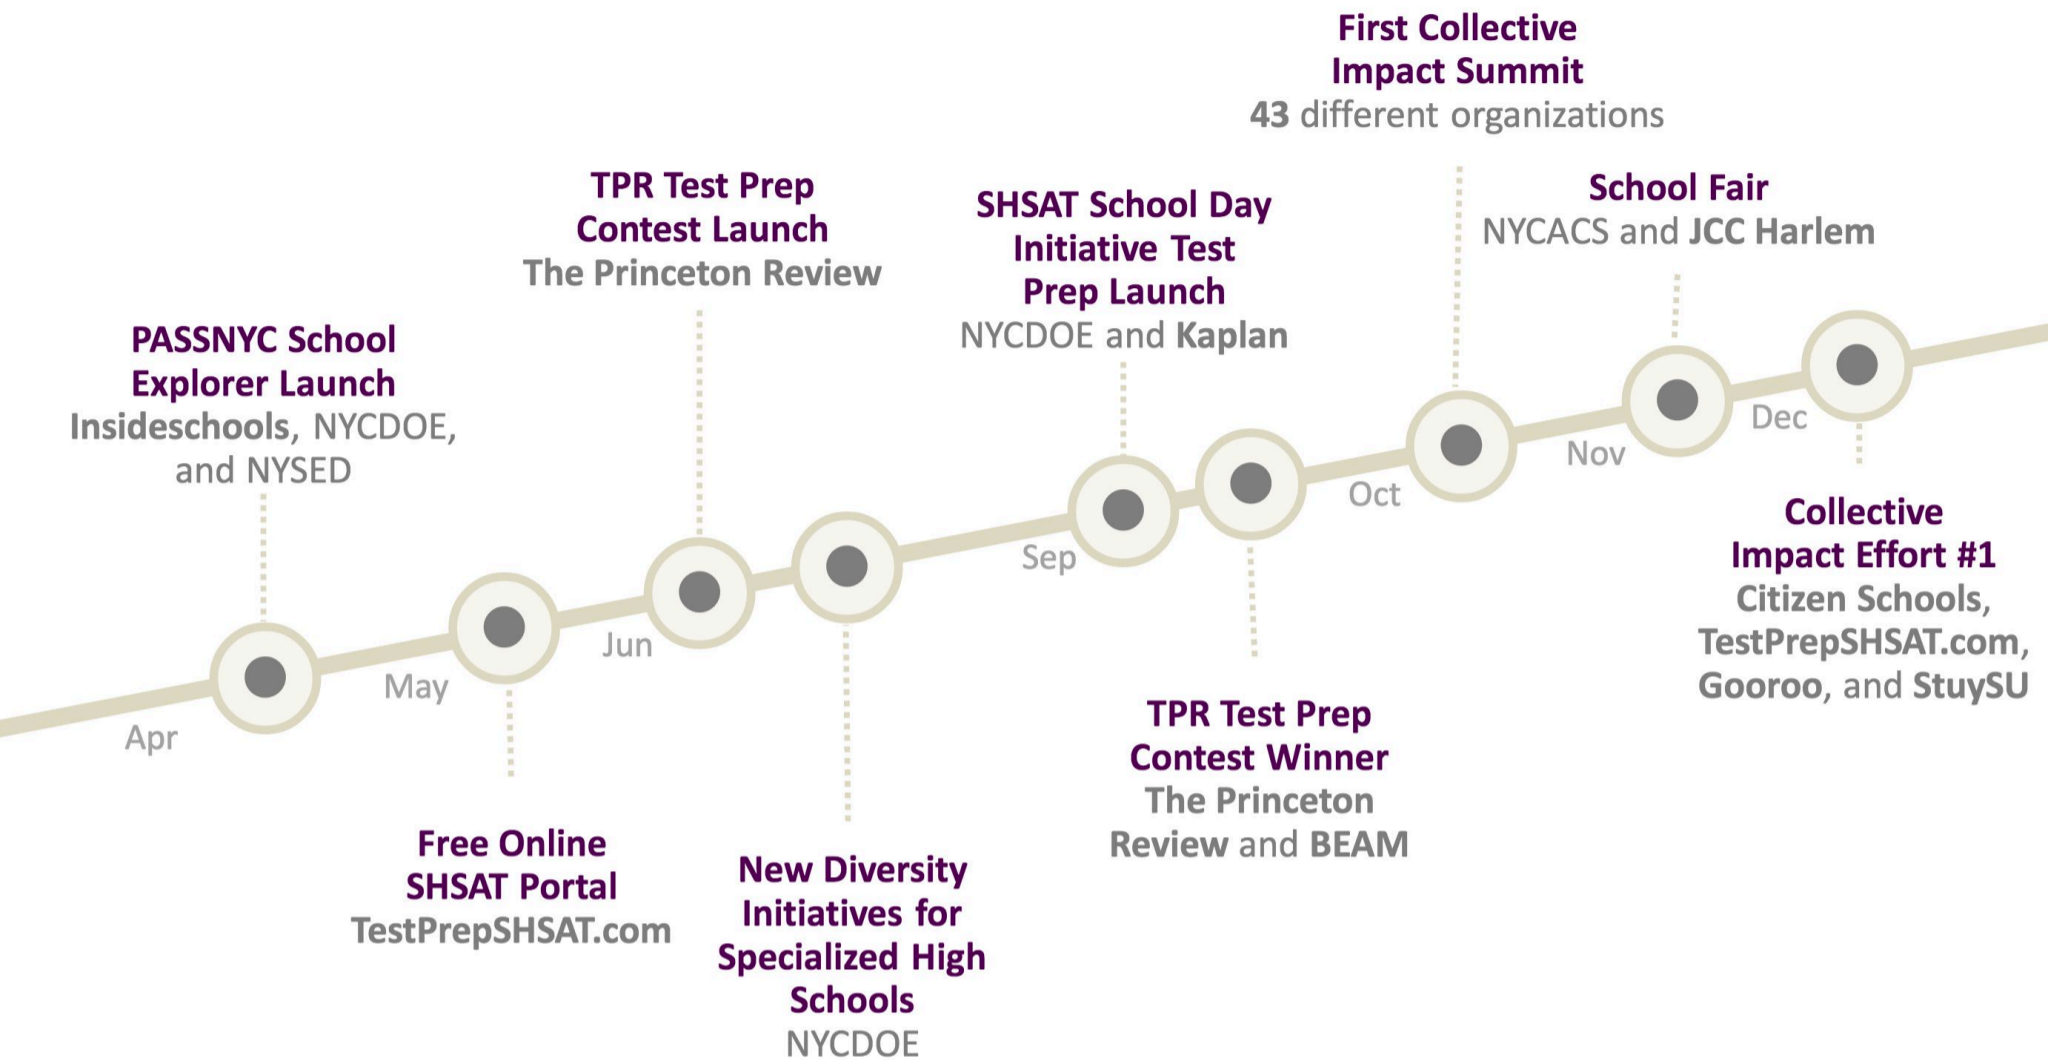 First Collective
Impact Summit
43 different organizations
TPR Test Prep
Contest Launch
The Princeton Review
SHSAT School Day
Initiative Test
Prep Launch
NYCDOE and Kaplan
School Fair
NYCACS and JCC Harlem
PASSNYC School
Explorer Launch
Insideschools, NYCDOE,
and NYSED
Apr
May
Jun
Sep
Oct
Nov
Dec
Free Online
SHSAT Portal
TestPrepSHSAT.com
New Diversity
Initiatives for
Specialized High
Schools
NYCDOE
TPR Test Prep
Contest Winner
The Princeton
Review and BEAM
Collective
Impact Effort #1
Citizen Schools,
TestPrepSHSAT.com,
Gooroo, and StuySU